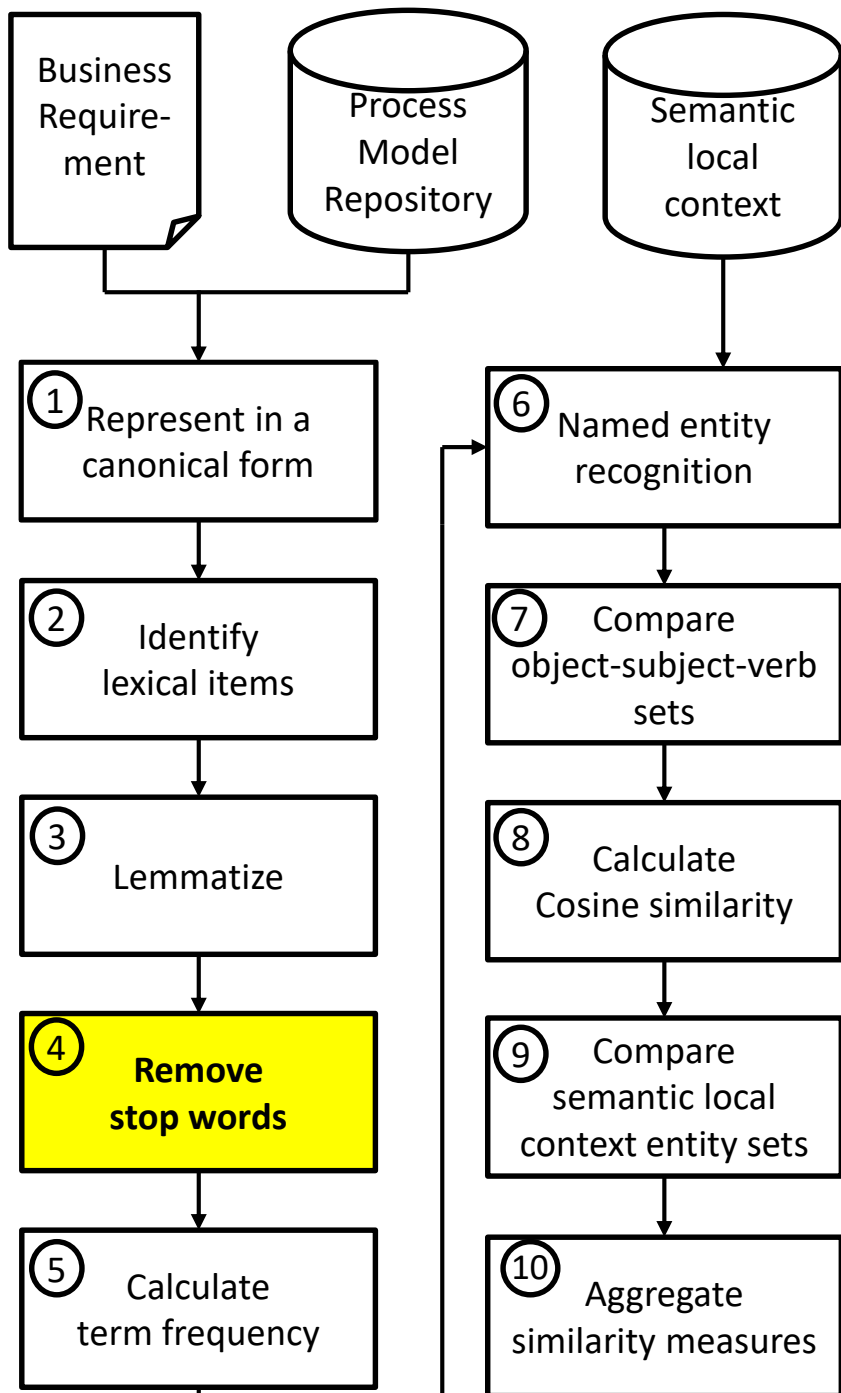 Business
Require-
ment
Process
Model
Repository
Semantic
local
context
1
Represent in a
canonical form
2
Identify
lexical items
3
Lemmatize
4
Remove
stop words
5
Calculate
term frequency
6
Named entity
recognition
7
Compare
object-subject-verb
sets
8
Calculate
Cosine similarity
9
Compare
semantic local
context entity sets
10
Aggregate
similarity measures